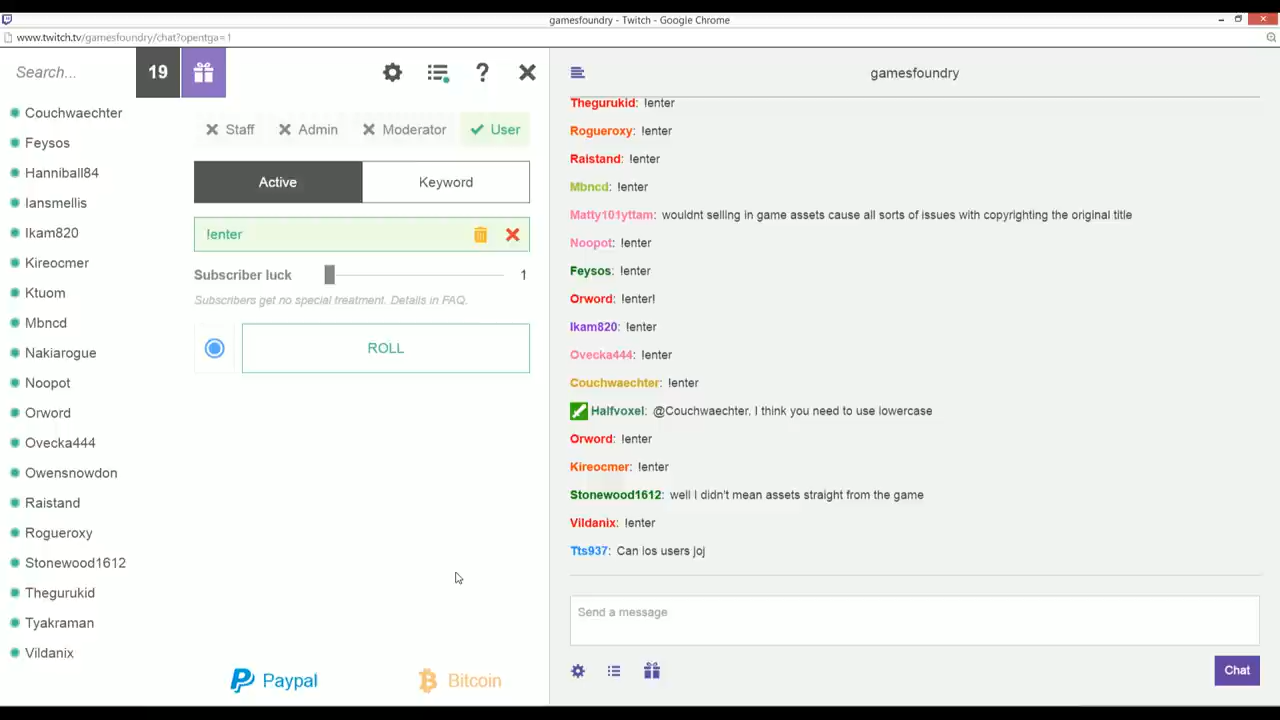 gamesfoundry - Twitch - Google Chrome
www.twitch.tv/gamesfoundry/chat?opentga=1
Search...
19
Couchwaechter
Feysos
Hanniball84
Iansmellis
Ikam820
Kireocmer
Ktuom
Mbncd
Nakiarogue
Noopot
Orword
Ovecka444
Owensnowdon
Raistand
Rogueroxy
Stonewood1612
Thegurukid
Tyakraman
Vildanix
Staff Admin Moderator User
Active Keyword
!enter
Subscriber luck 1
Subscribers get no special treatment. Details in FAQ.
ROLL
Paypal Bitcoin
gamesfoundry
Thegurukid: !enter
Rogueroxy: !enter
Raistand: !enter
Mbncd: !enter
Matty101yttam: wouldnt selling in game assets cause all sorts of issues with copyrighting the original title
Noopot: !enter
Feysos: !enter
Orword: !enter!
Ikam820: !enter
Ovecka444: !enter
Couchwaechter: !enter
Halfvoxel: @Couchwaechter, I think you need to use lowercase
Orword: !enter
Kireocmer: !enter
Stonewood1612: well I didn't mean assets straight from the game
Vildanix: !enter
Tts937: Can Ios users joj
Send a message
Chat